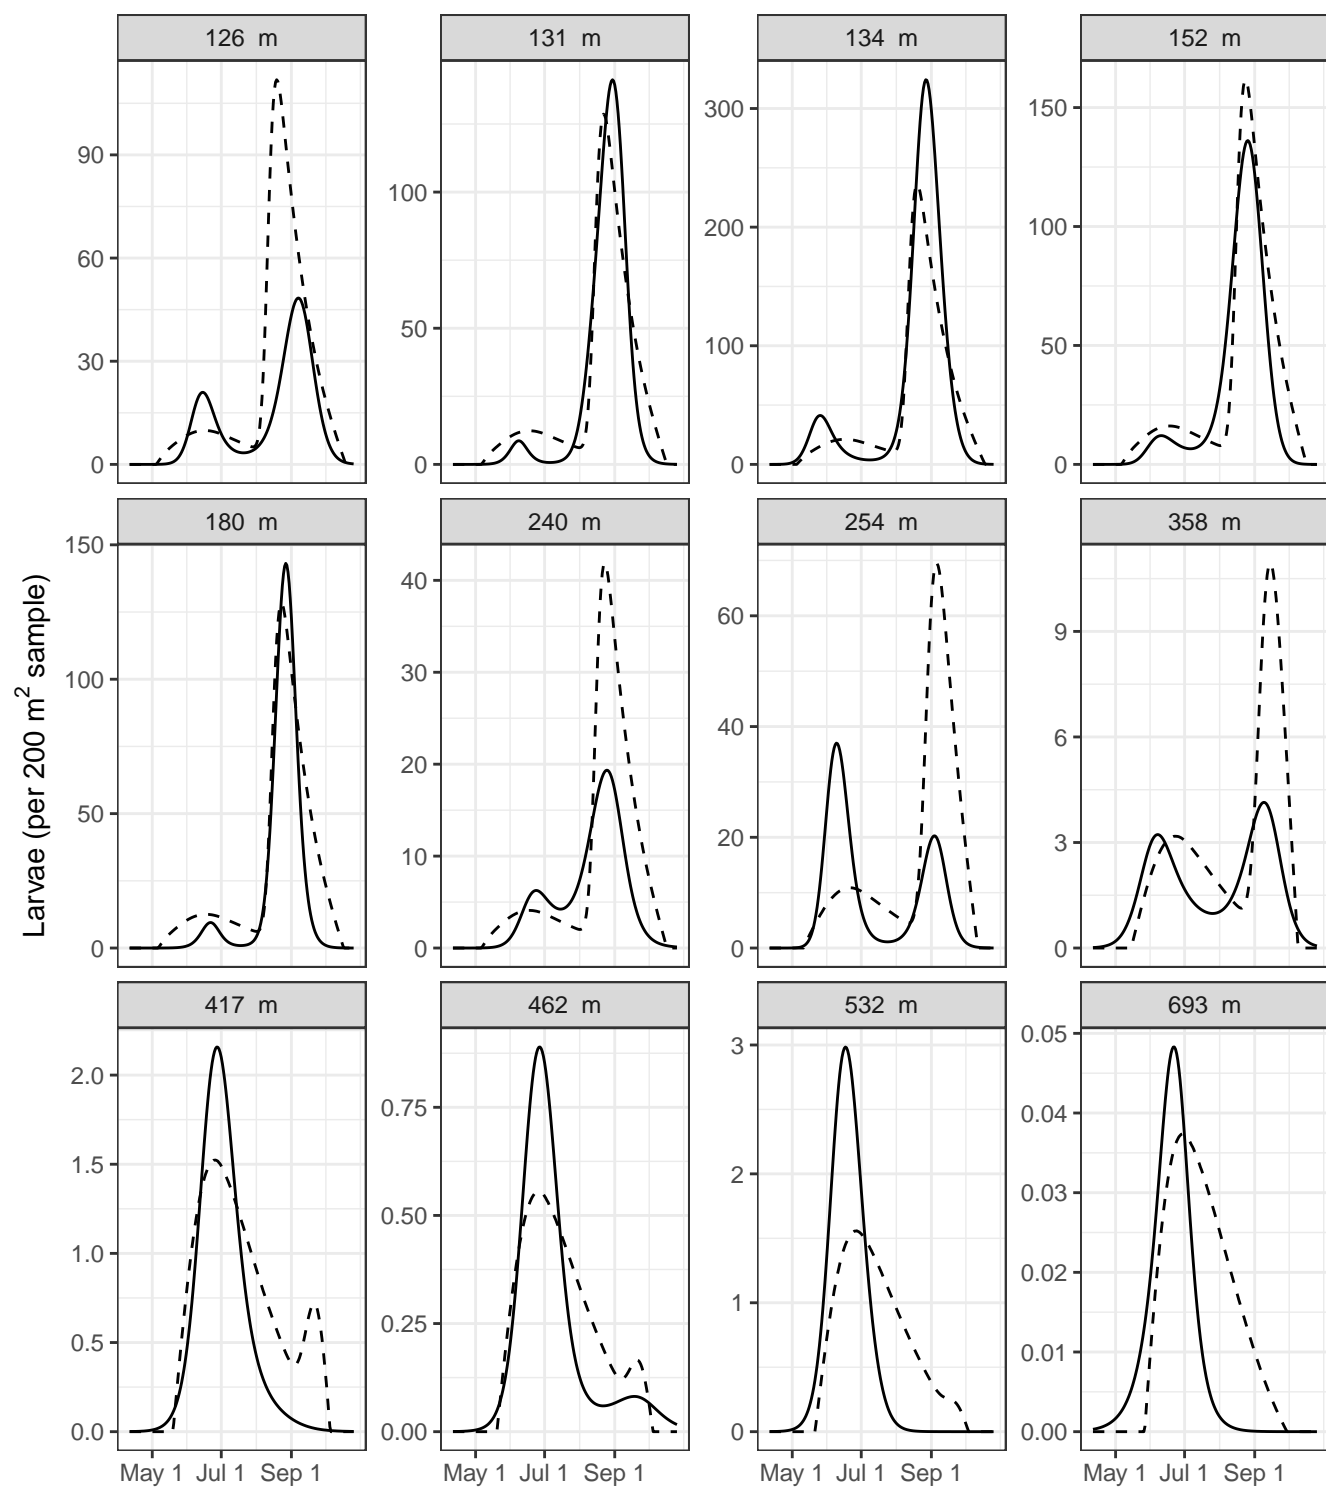 126 m 131 m 134 m 152 m
90 60 30 0
100 50 0
300 200 100 0
150 100 50 0
180 m 240 m 254 m 358 m
150 100 50 0
40 30 20 10 0
60 40 20 0
9 6 3 0
Larvae (per 200 m² sample)
417 m 462 m 532 m 693 m
2.0 1.5 1.0 0.5 0.0
0.75 0.50 0.25 0.00
3 2 1 0
0.05 0.04 0.03 0.02 0.01 0.00
May 1 Jul 1 Sep 1 May 1 Jul 1 Sep 1 May 1 Jul 1 Sep 1 May 1 Jul 1 Sep 1